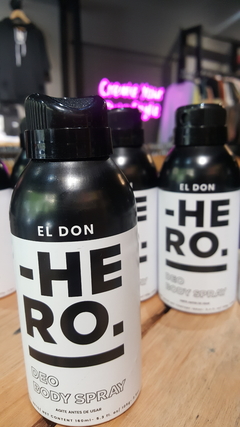 Create Your
EL DON
-HE
RO.
DEO
BODY SPRAY
AGITE ANTES DE USAR
EL DON
-HE
RO.
DEO
BODY SPRAY